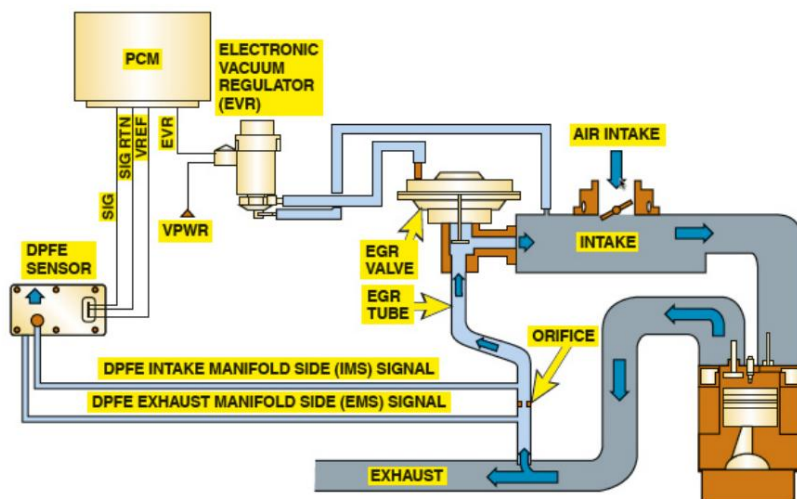 PCM
ELECTRONIC
VACUUM
REGULATOR
(EVR)
SIG
SIG RTN
VREF
EVR
VPWR
AIR INTAKE
INTAKE
DPFE
SENSOR
EGR
VALVE
EGR
TUBE
ORIFICE
DPFE INTAKE MANIFOLD SIDE (IMS) SIGNAL
DPFE EXHAUST MANIFOLD SIDE (EMS) SIGNAL
EXHAUST